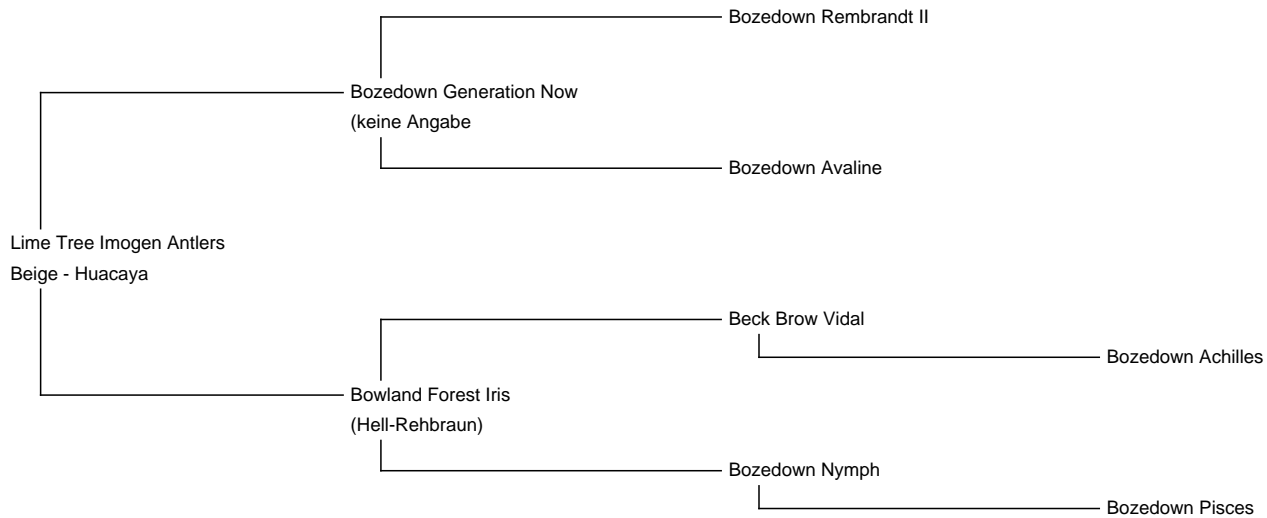 Bozedown Rembrandt II
Bozedown Generation Now
(keine Angabe
Bozedown Avaline
Lime Tree Imogen Antlers
Beige - Huacaya
Beck Brow Vidal
Bozedown Achilles
Bowland Forest Iris
(Hell-Rehbraun)
Bozedown Nymph
Bozedown Pisces